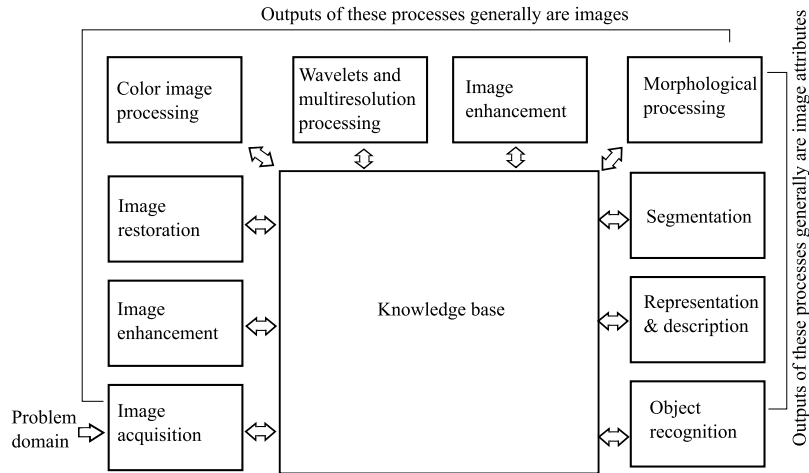 Outputs of these processes generally are images
Color image
processing
Wavelets and
multiresolution
processing
Image
enhancement
Morphological
processing
Image
restoration
Segmentation
Image
enhancement
Knowledge base
Representation
& description
Problem
domain
Image
acquisition
Object
recognition
Outputs of these processes generally are image attributes